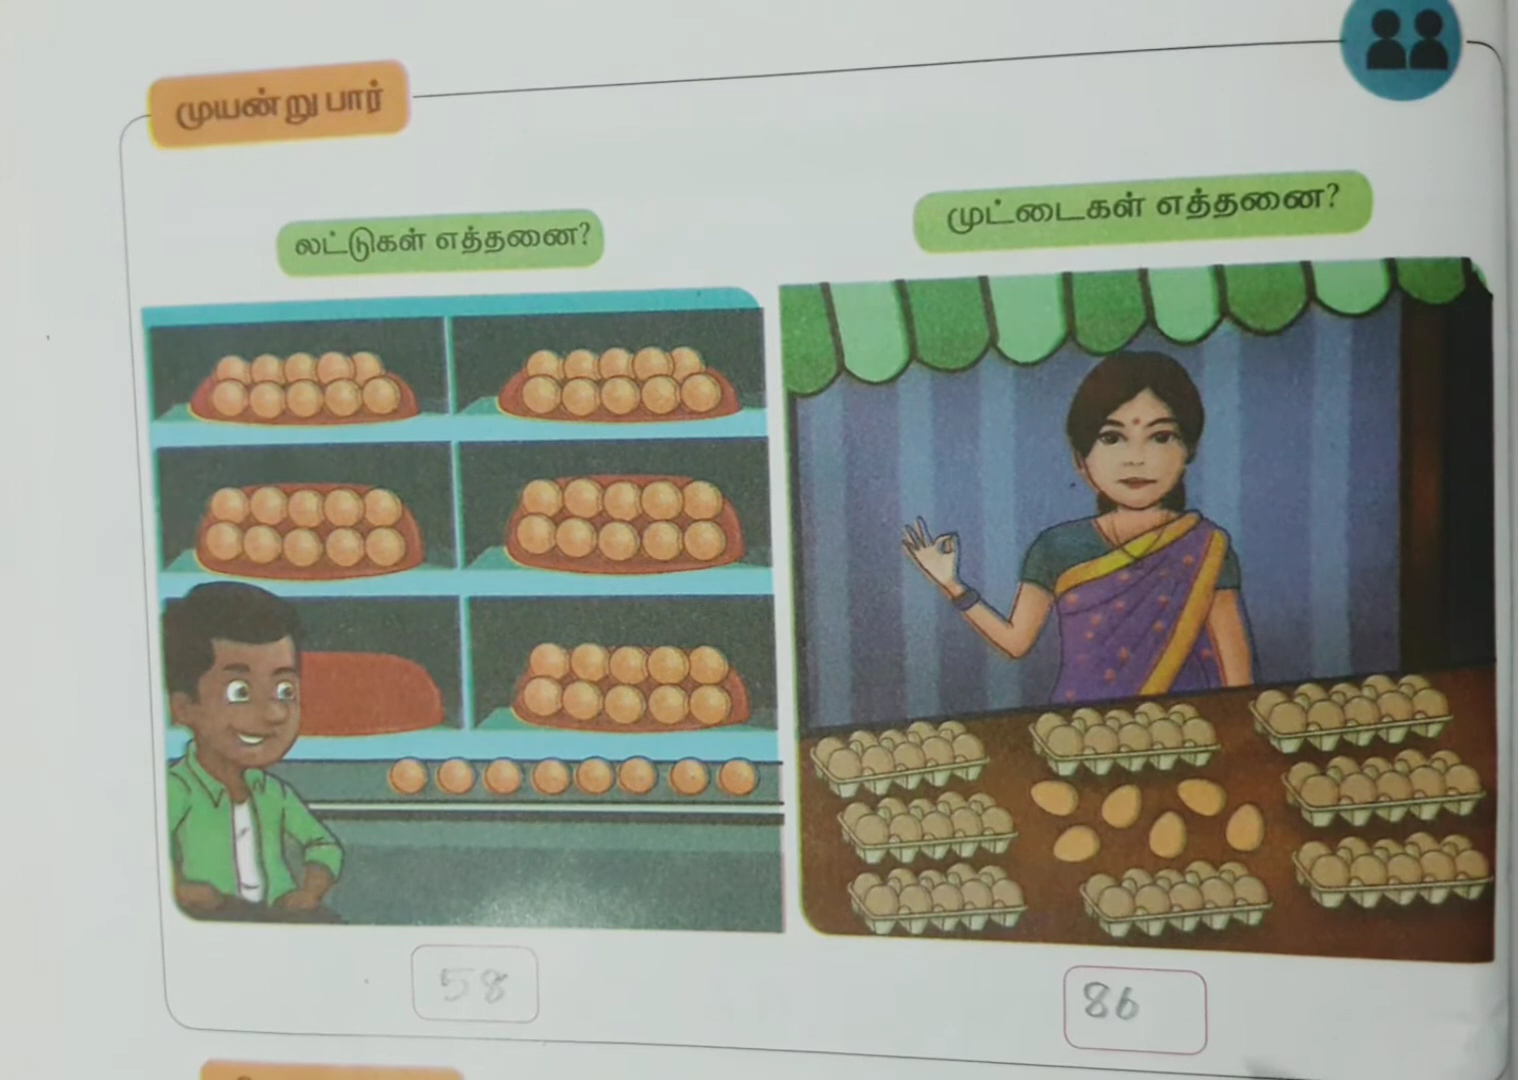 முயன்று பார்
லட்டுகள் எத்தனை?
முட்டைகள் எத்தனை?
58
86